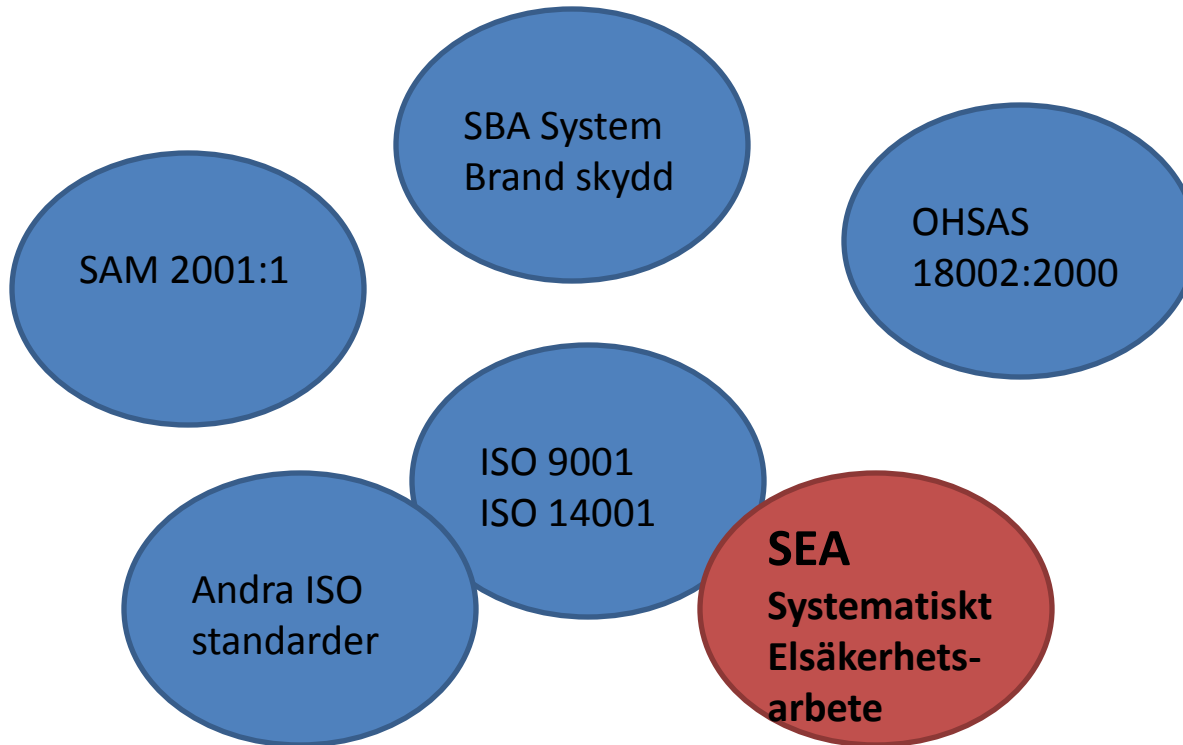 SBA System
Brand skydd
SAM 2001:1
OHSAS
18002:2000
ISO 9001
ISO 14001
Andra ISO
standarder
SEA
Systematiskt
Elsäkerhets-
arbete